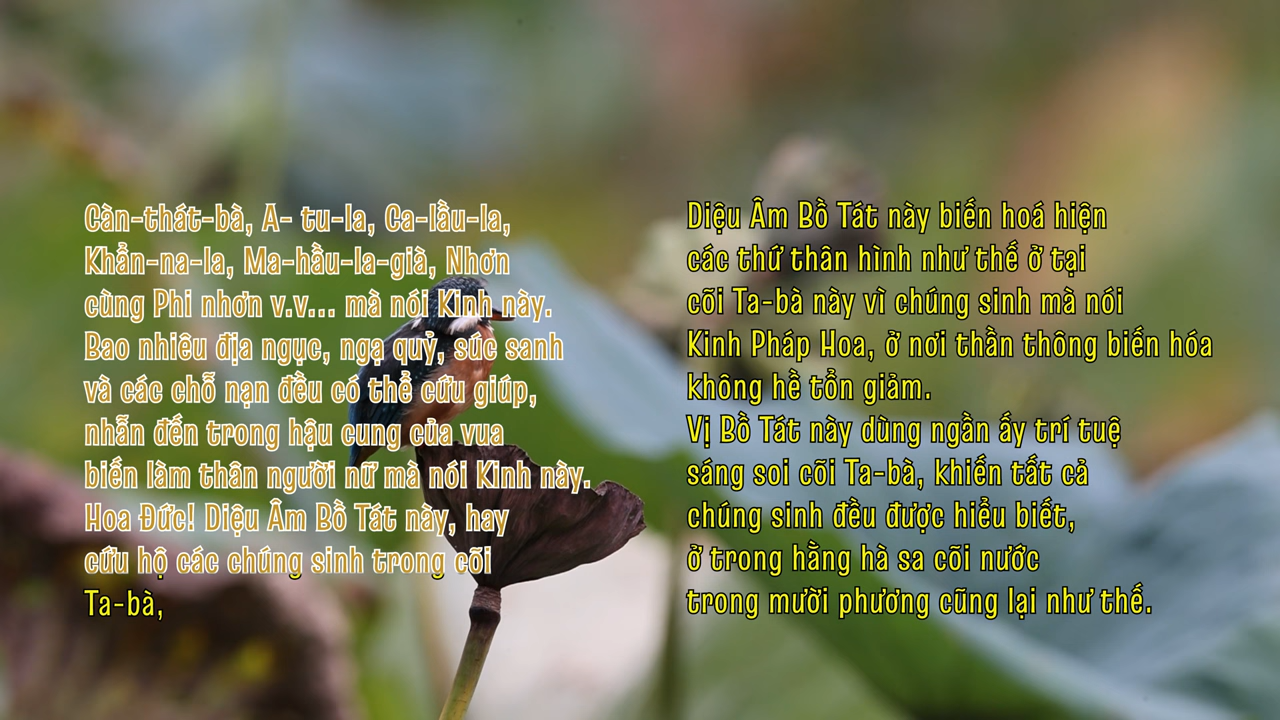 Càn-thát-bà, A- tu-la, Ca-lầu-la,
Khẩn-na-la, Ma-hầu-la-già, Nhơn
cùng Phi nhơn v.v... mà nói Kinh này.
Bao nhiêu địa ngục, ngạ quỷ, súc sanh
và các chỗ nạn đều có thể cứu giúp,
nhẫn đến trong hậu cung của vua
biến làm thân người nữ mà nói Kinh này.
Hoa Đức! Diệu Âm Bồ Tát này, hay
cứu hộ các chúng sinh trong cõi
Ta-bà,
Diệu Âm Bồ Tát này biến hoá hiện
các thứ thân hình như thế ở tại
cõi Ta-bà này vì chúng sinh mà nói
Kinh Pháp Hoa, ở nơi thần thông biến hóa
không hề tổn giảm.
Vị Bồ Tát này dùng ngần ấy trí tuệ
sáng soi cõi Ta-bà, khiến tất cả
chúng sinh đều được hiểu biết,
ở trong hằng hà sa cõi nước
trong mười phương cũng lại như thế.